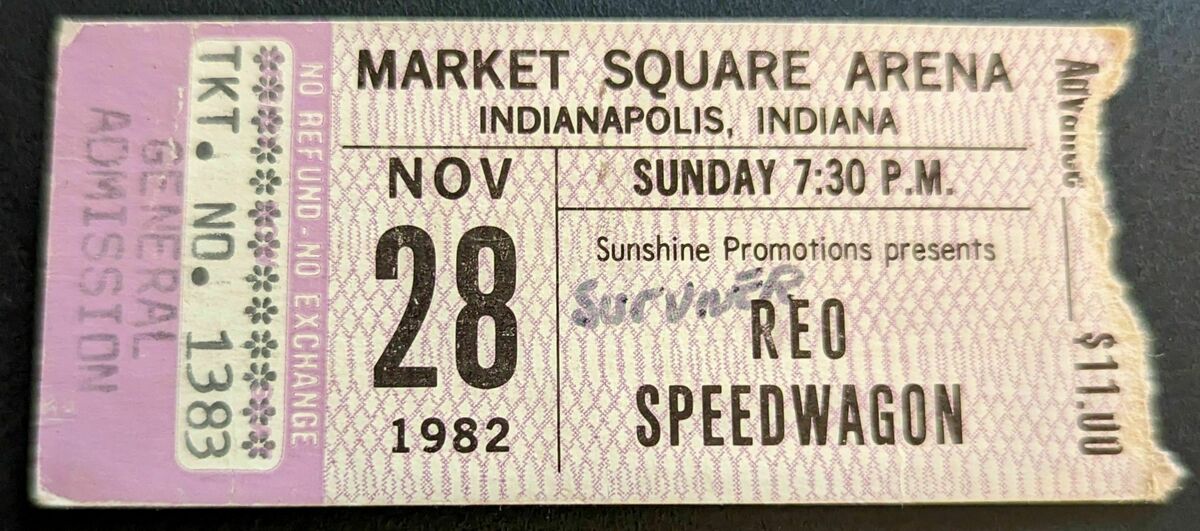 GENERAL
ADMISSION
TKT. NO. 1383
NO REFUND - NO EXCHANGE
MARKET SQUARE ARENA
INDIANAPOLIS, INDIANA
NOV
28
1982
SUNDAY 7:30 P.M.
Sunshine Promotions presents
SURVIVER
REO
SPEEDWAGON
Advance
$11.00